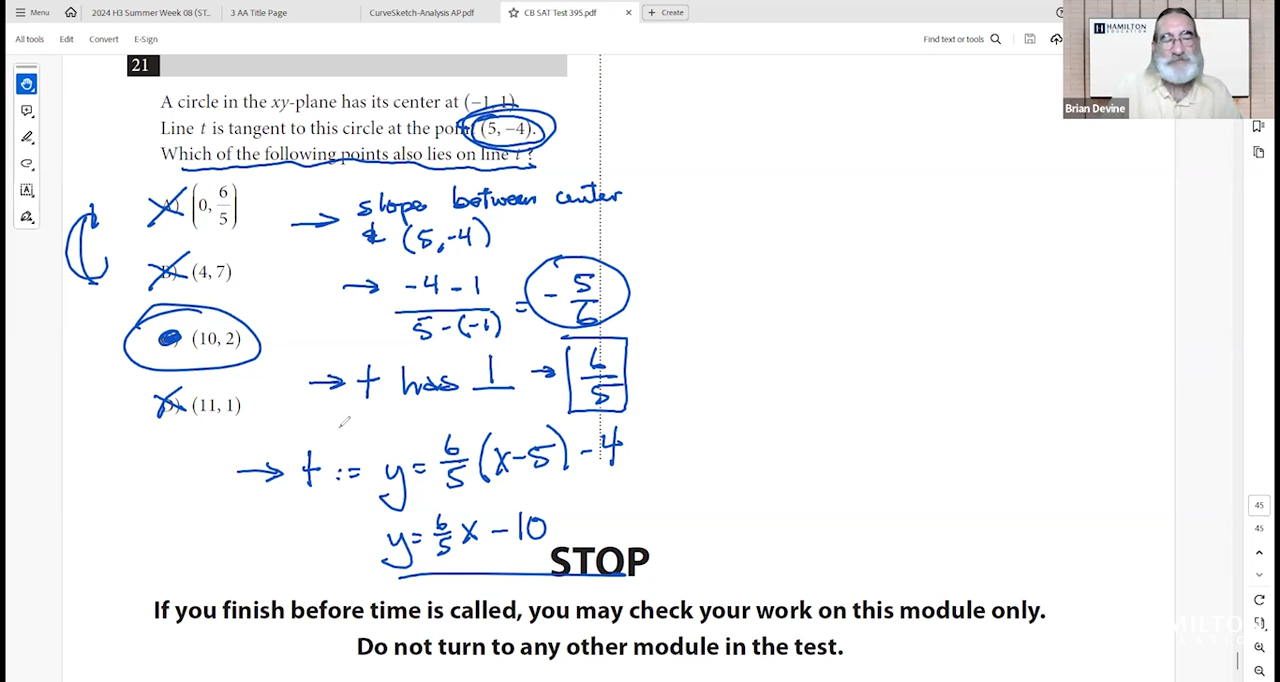 Menu
2024 H3 Summer Week 08 (ST...
3 AA Title Page
CurveSketch-Analysis AP.pdf
CB SAT Test 395.pdf
Create
All tools
Edit
Convert
E-Sign
Find text or tools
HAMILTON
EDUCATION
Brian Devine
21
A circle in the xy-plane has its center at (−1, 1).
Line t is tangent to this circle at the point (5, −4).
Which of the following points also lies on line t ?
A) (0, 6/5)
B) (4, 7)
(10, 2)
D) (11, 1)
slope between center
& (5, -4)
→ -4 - 1 / 5 - (-1) = - 5/6
→ t has ⊥ → 6/5
→ t := y = 6/5 (x-5) - 4
y = 6/5 x - 10
STOP
If you finish before time is called, you may check your work on this module only.
Do not turn to any other module in the test.
45
45